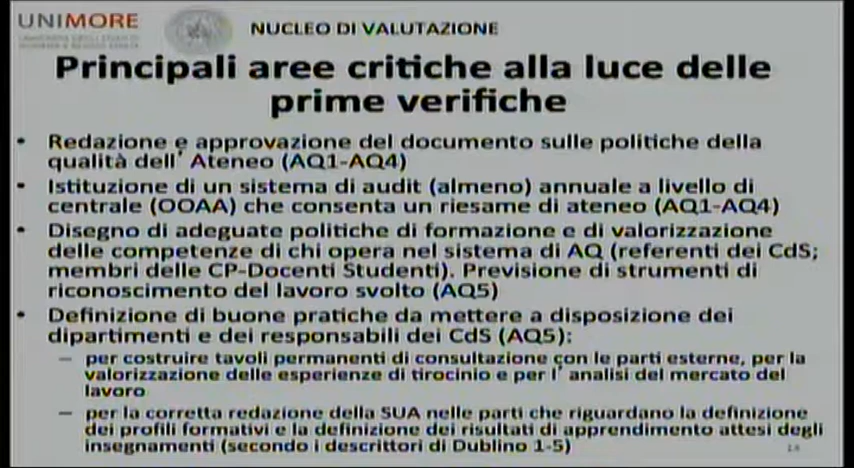 UNIMORE
NUCLEO DI VALUTAZIONE
Principali aree critiche alla luce delle
prime verifiche
• Redazione e approvazione del documento sulle politiche della
qualità dell' Ateneo (AQ1-AQ4)
• Istituzione di un sistema di audit (almeno) annuale a livello di
centrale (OOAA) che consenta un riesame di ateneo (AQ1-AQ4)
• Disegno di adeguate politiche di formazione e di valorizzazione
delle competenze di chi opera nel sistema di AQ (referenti dei CdS;
membri delle CP-Docenti Studenti). Previsione di strumenti di
riconoscimento del lavoro svolto (AQ5)
• Definizione di buone pratiche da mettere a disposizione dei
dipartimenti e dei responsabili dei CdS (AQ5):
– per costruire tavoli permanenti di consultazione con le parti esterne, per la
valorizzazione delle esperienze di tirocinio e per l' analisi del mercato del
lavoro
– per la corretta redazione della SUA nelle parti che riguardano la definizione
dei profili formativi e la definizione dei risultati di apprendimento attesi degli
insegnamenti (secondo i descrittori di Dublino 1-5)